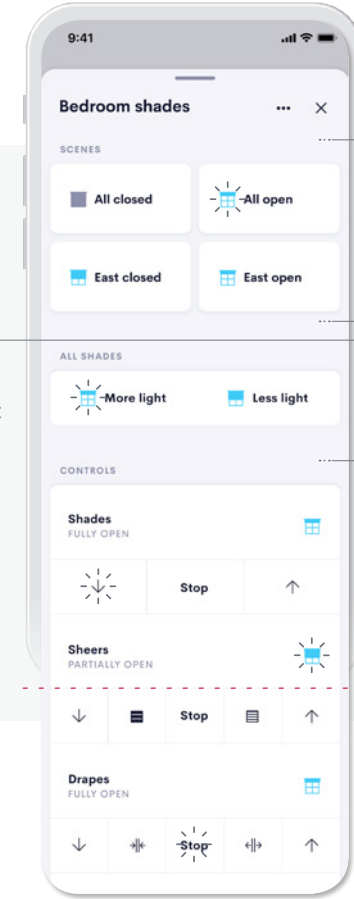 9:41
Bedroom shades
SCENES
All closed
All open
East closed
East open
ALL SHADES
More light
Less light
CONTROLS
Shades
FULLY OPEN
Stop
Sheers
PARTIALLY OPEN
Stop
Drapes
FULLY OPEN
Stop